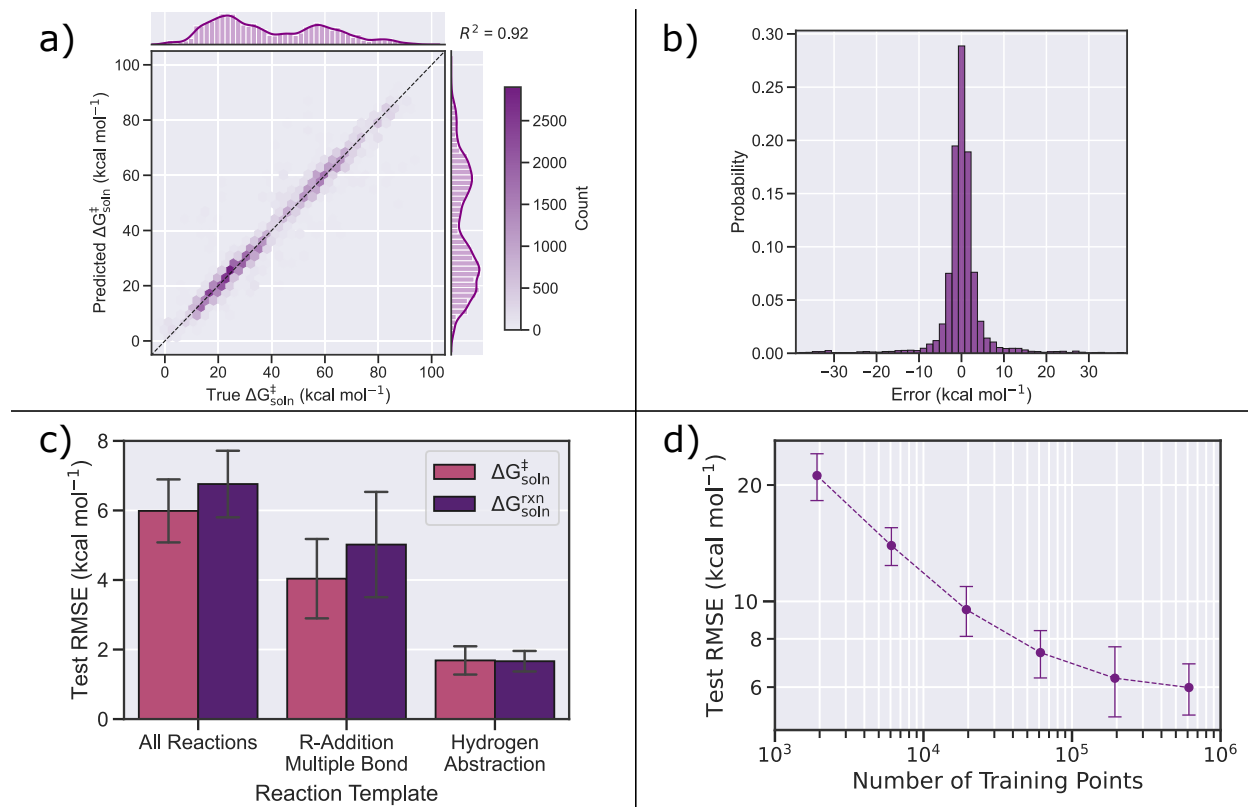 a)
R² = 0.92
Predicted ΔG‡soln (kcal mol⁻¹)
100
80
60
40
20
0
0 20 40 60 80 100
True ΔG‡soln (kcal mol⁻¹)
2500
2000
1500
1000
500
0
Count
b)
Probability
0.30
0.25
0.20
0.15
0.10
0.05
0.00
−30 −20 −10 0 10 20 30
Error (kcal mol⁻¹)
c)
Test RMSE (kcal mol⁻¹)
8
6
4
2
0
ΔG‡soln
ΔGrxnsoln
All Reactions R-Addition Hydrogen
Multiple Bond Abstraction
Reaction Template
d)
Test RMSE (kcal mol⁻¹)
20
10
8
6
10³ 10⁴ 10⁵ 10⁶
Number of Training Points